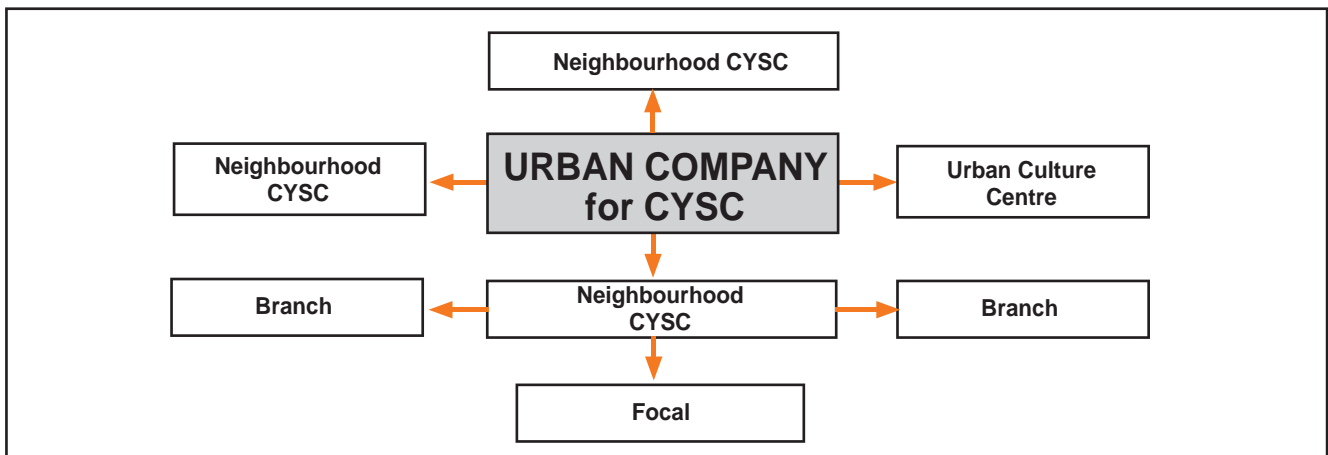 Neighbourhood CYSC
Neighbourhood
CYSC
URBAN COMPANY
for CYSC
Urban Culture
Centre
Branch
Neighbourhood
CYSC
Branch
Focal